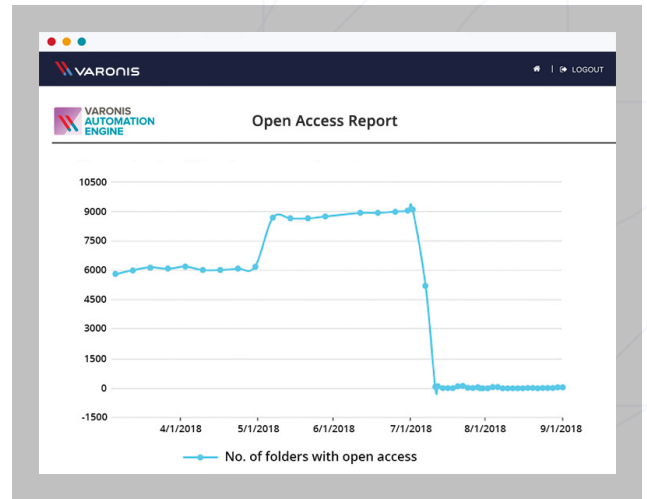 VARONIS
LOGOUT
VARONIS
AUTOMATION
ENGINE
Open Access Report
10500
9000
7500
6000
4500
3000
1500
0
-1500
4/1/2018 5/1/2018 6/1/2018 7/1/2018 8/1/2018 9/1/2018
No. of folders with open access